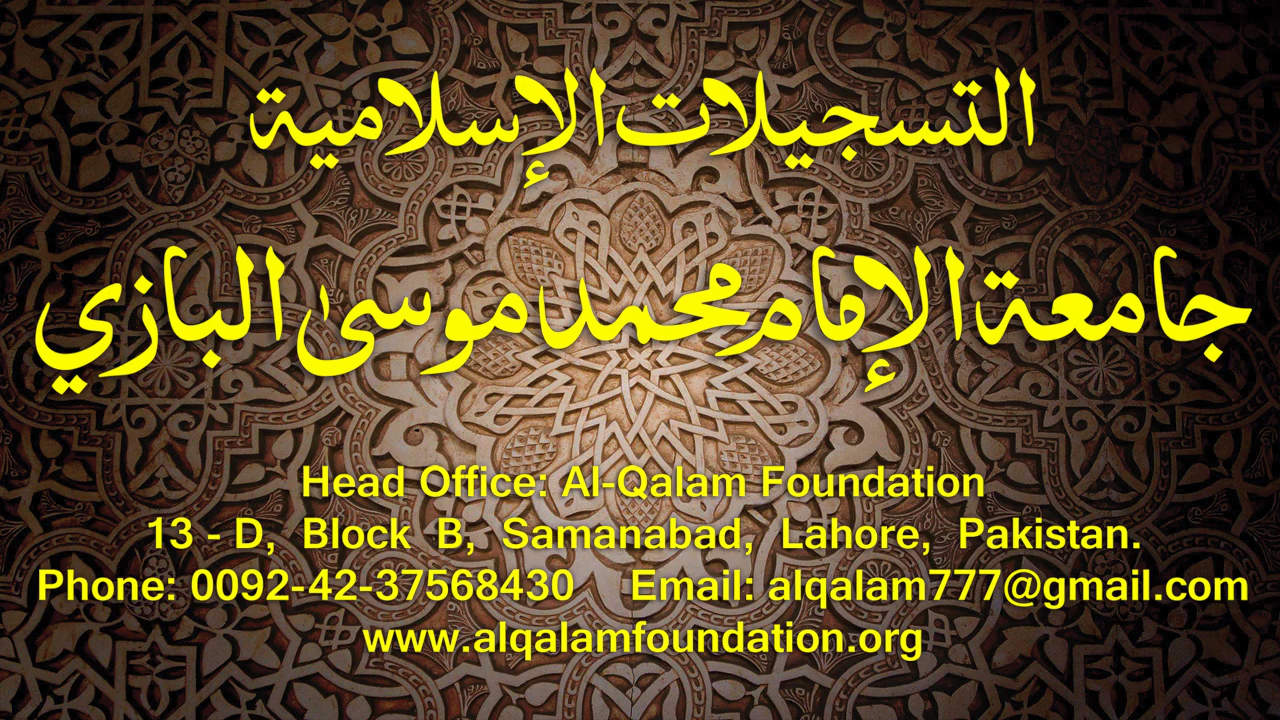 التسجيلات الإسلامية
جامعة الإمام محمد موسى البازي
Head Office: Al-Qalam Foundation
13 - D, Block B, Samanabad, Lahore, Pakistan.
Phone: 0092-42-37568430 Email: alqalam777@gmail.com
www.alqalamfoundation.org